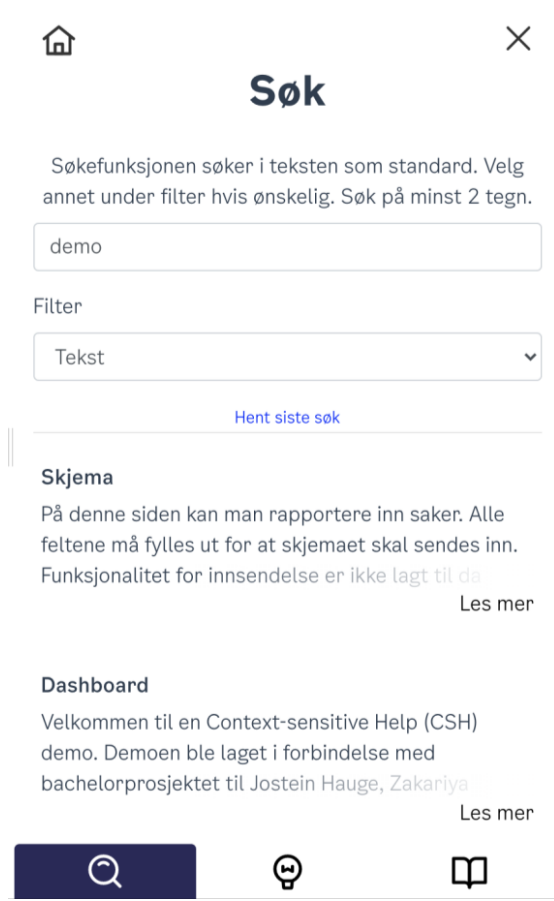 Søk
Søkefunksjonen søker i teksten som standard. Velg
annet under filter hvis ønskelig. Søk på minst 2 tegn.
demo
Filter
Tekst
Hent siste søk
Skjema
På denne siden kan man rapportere inn saker. Alle
feltene må fylles ut for at skjemaet skal sendes inn.
Funksjonalitet for innsendelse er ikke lagt til da
Les mer
Dashboard
Velkommen til en Context-sensitive Help (CSH)
demo. Demoen ble laget i forbindelse med
bachelorprosjektet til Jostein Hauge, Zakariya
Les mer